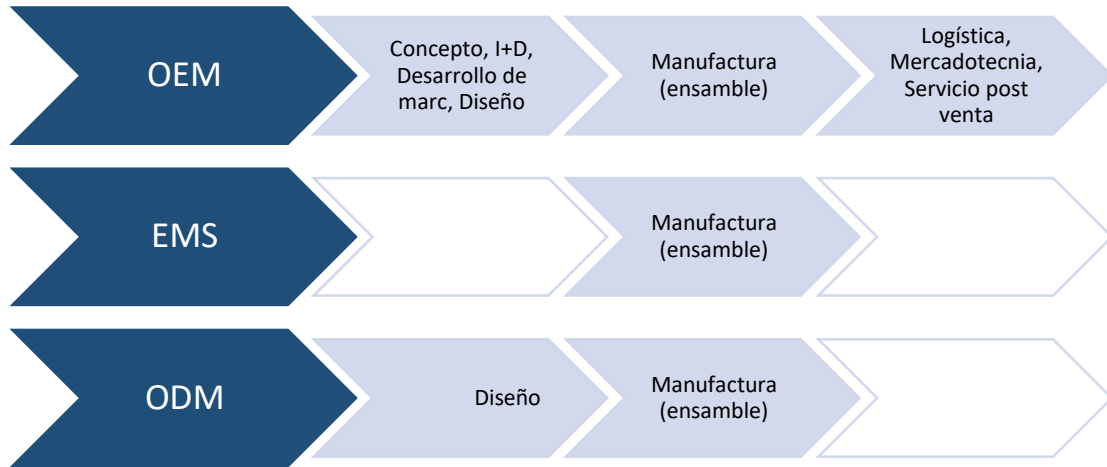 OEM
Concepto, I+D,
Desarrollo de
marc, Diseño
Manufactura
(ensamble)
Logística,
Mercadotecnia,
Servicio post
venta
EMS
Manufactura
(ensamble)
ODM
Diseño
Manufactura
(ensamble)